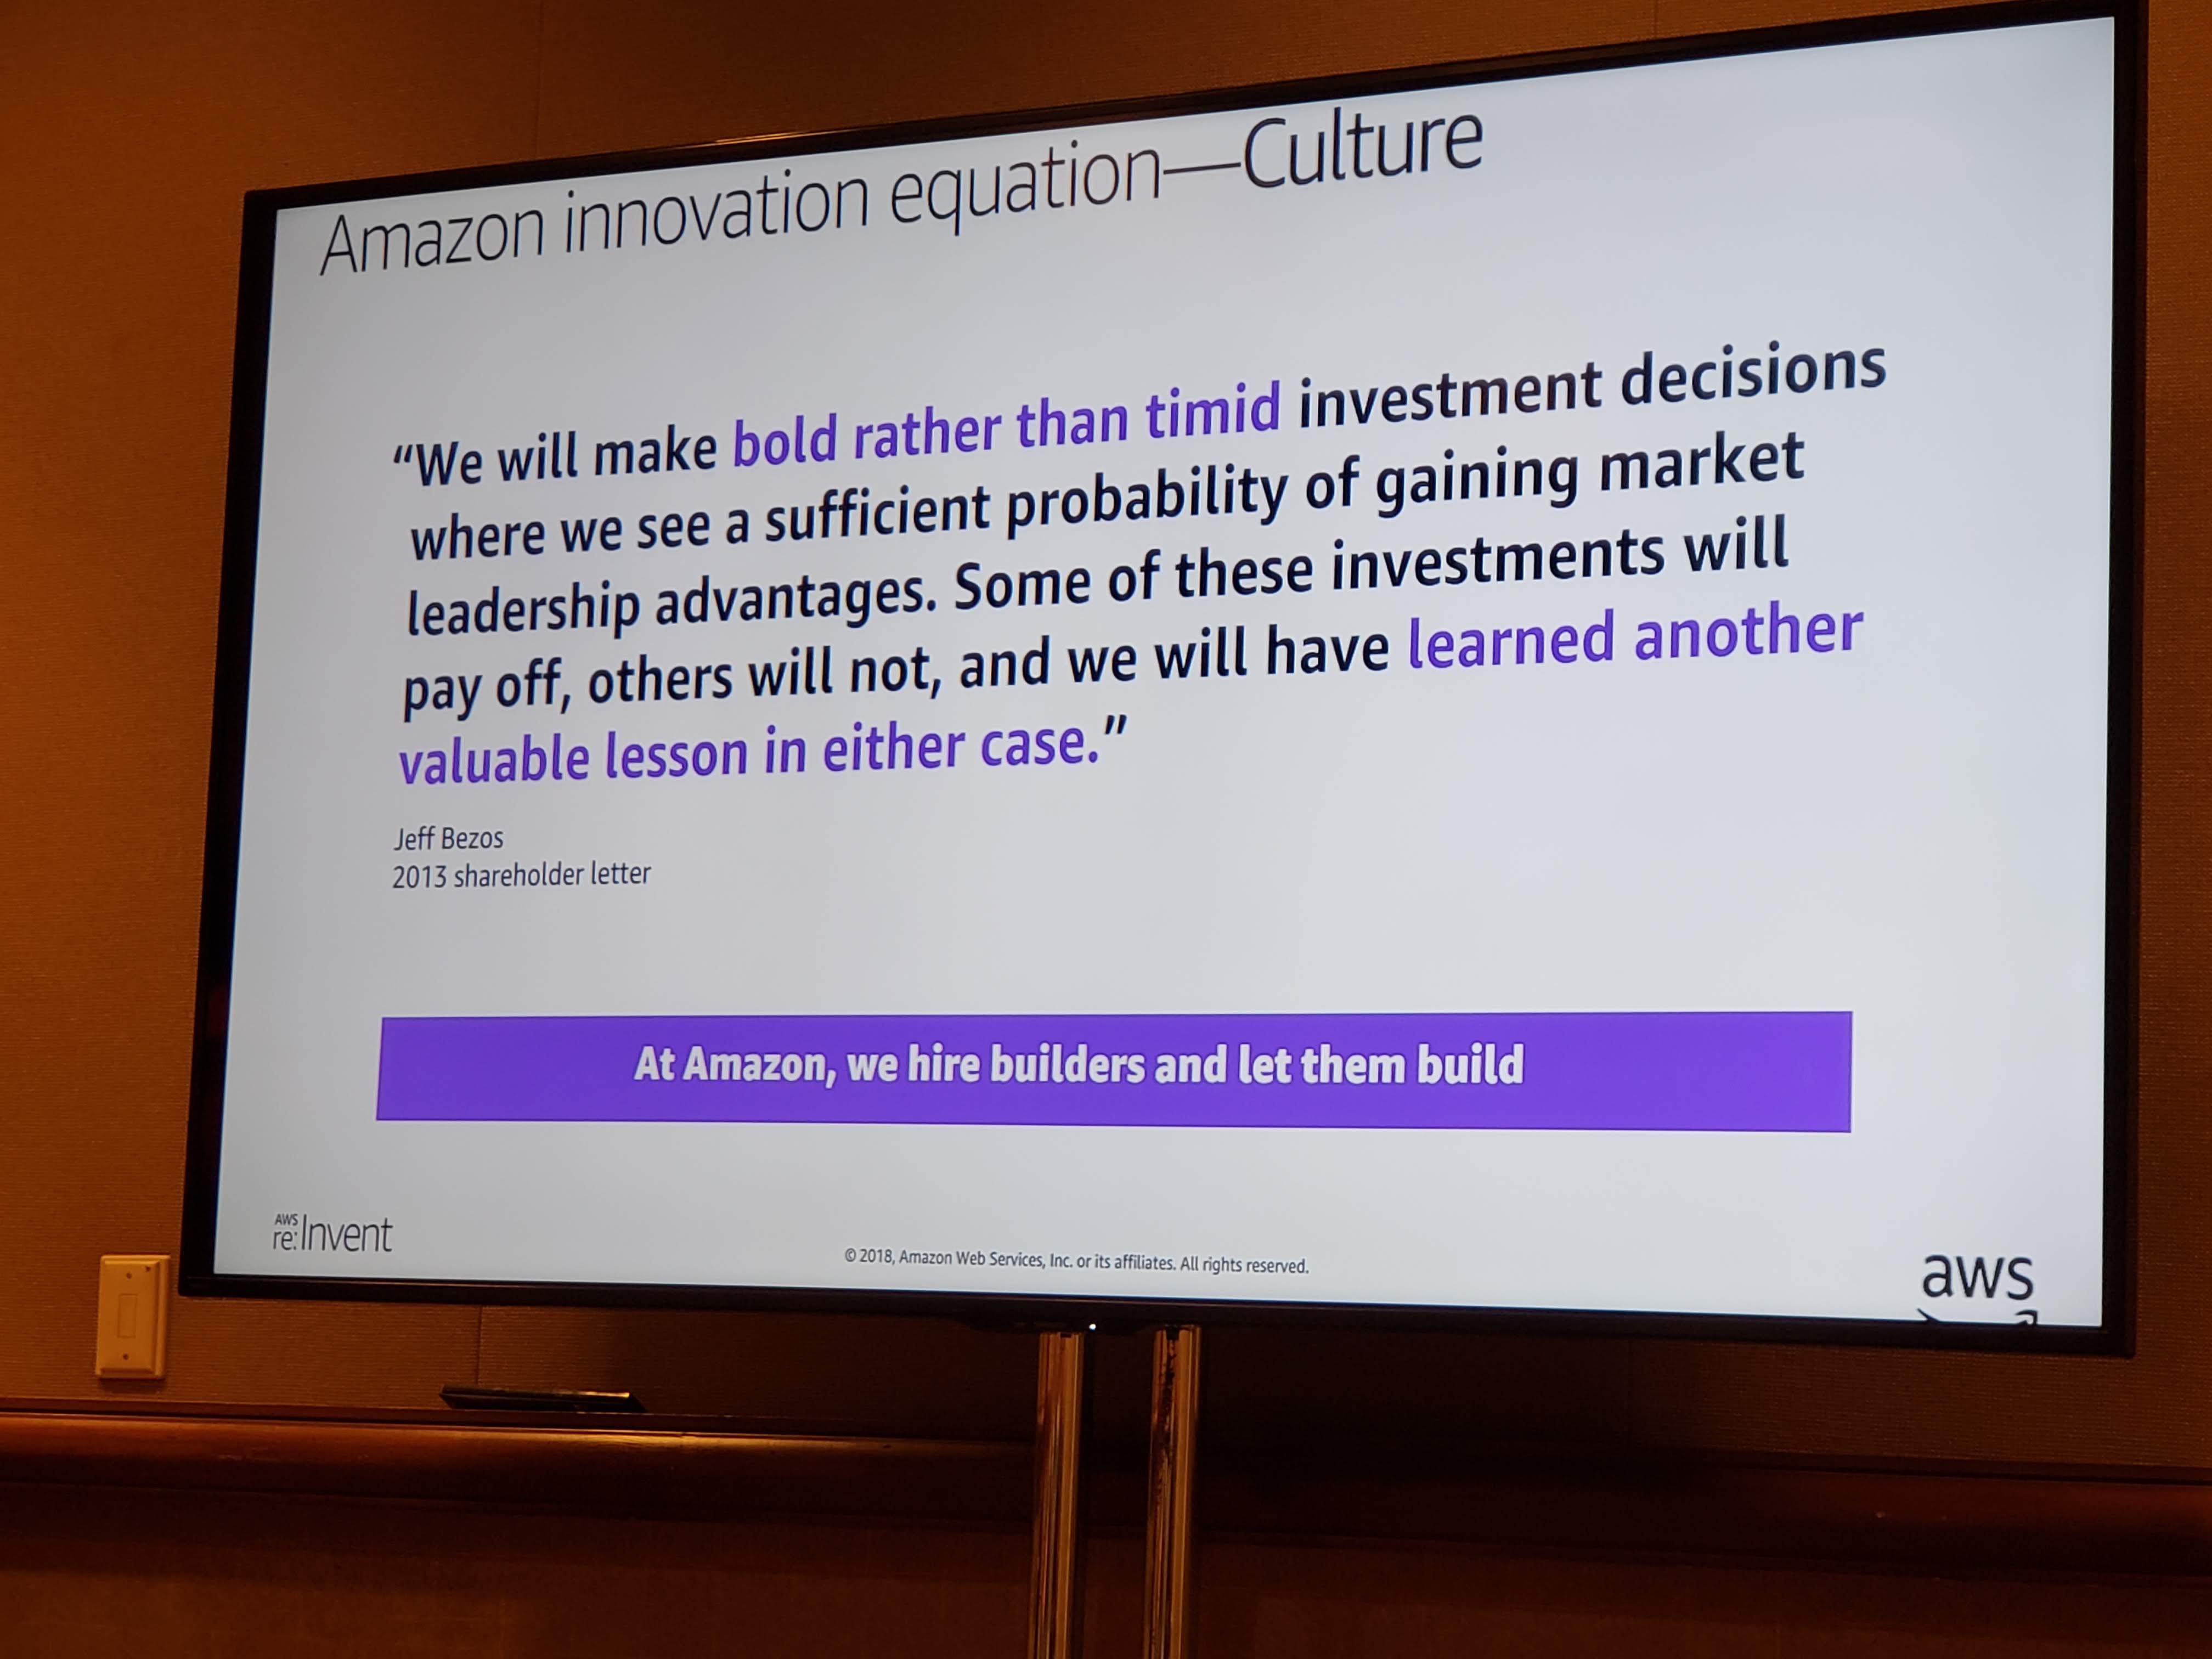 Amazon innovation equation—Culture
“We will make bold rather than timid investment decisions
where we see a sufficient probability of gaining market
leadership advantages. Some of these investments will
pay off, others will not, and we will have learned another
valuable lesson in either case.”
Jeff Bezos
2013 shareholder letter
At Amazon, we hire builders and let them build
AWS
re:Invent
© 2018, Amazon Web Services, Inc. or its affiliates. All rights reserved.
aws